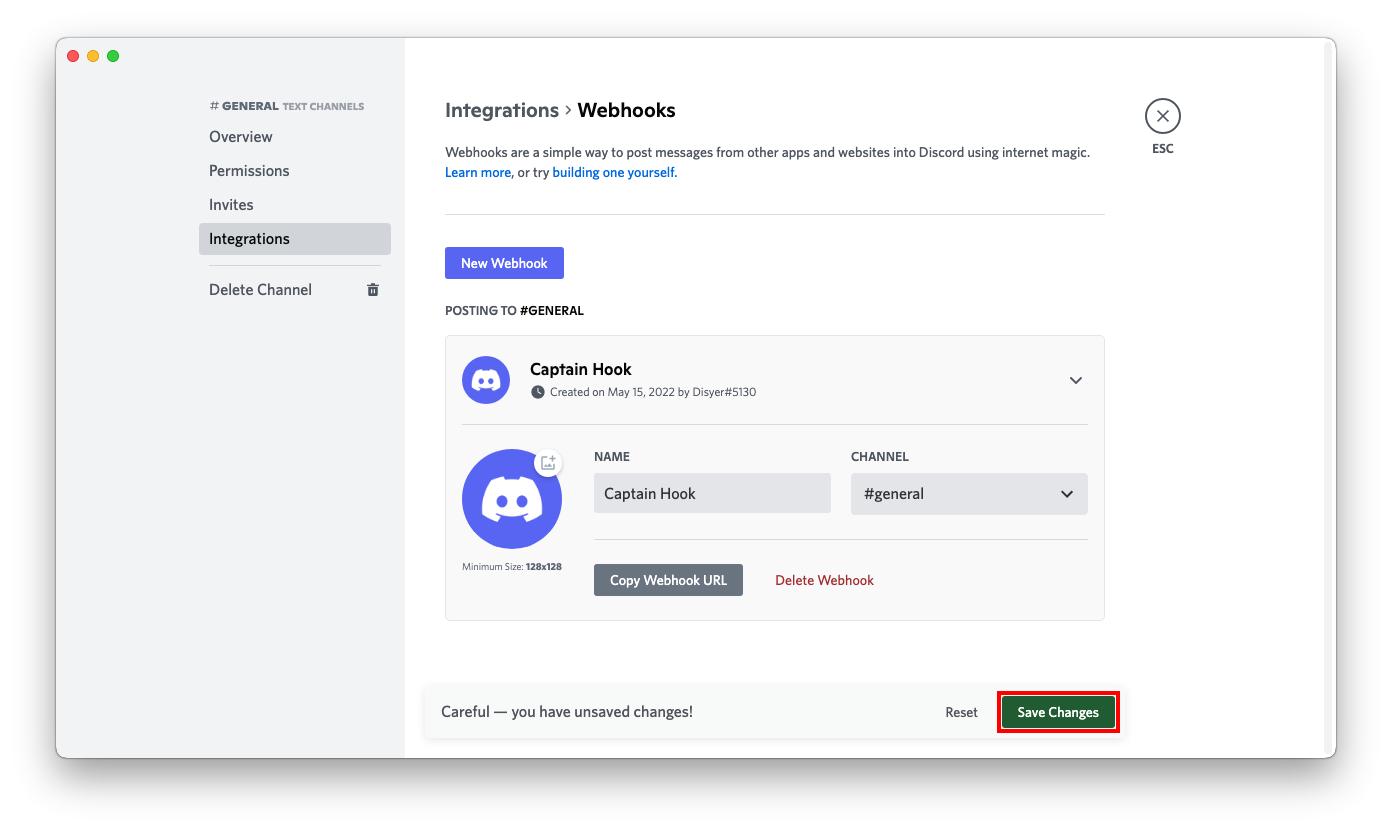 # GENERAL TEXT CHANNELS
Overview
Permissions
Invites
Integrations
Delete Channel
Integrations › Webhooks
ESC
Webhooks are a simple way to post messages from other apps and websites into Discord using internet magic.
Learn more, or try building one yourself.
New Webhook
POSTING TO #GENERAL
Captain Hook
Created on May 15, 2022 by Disyer#5130
NAME
Captain Hook
CHANNEL
#general
Minimum Size: 128x128
Copy Webhook URL
Delete Webhook
Careful — you have unsaved changes!
Reset
Save Changes